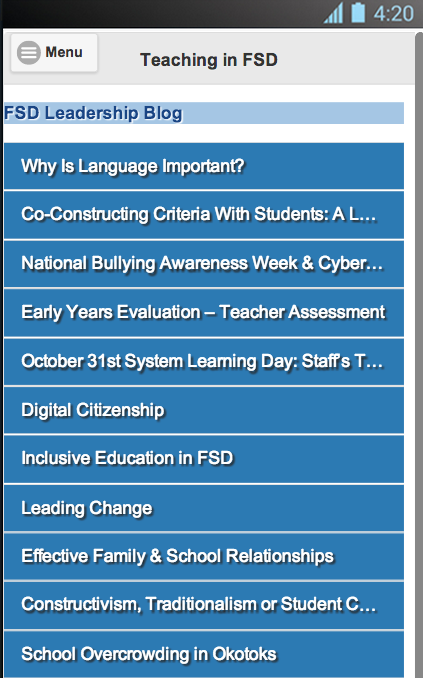 4:20
Menu
Teaching in FSD
FSD Leadership Blog
Why Is Language Important?
Co-Constructing Criteria With Students: A L...
National Bullying Awareness Week & Cyber...
Early Years Evaluation – Teacher Assessment
October 31st System Learning Day: Staff's T...
Digital Citizenship
Inclusive Education in FSD
Leading Change
Effective Family & School Relationships
Constructivism, Traditionalism or Student C...
School Overcrowding in Okotoks